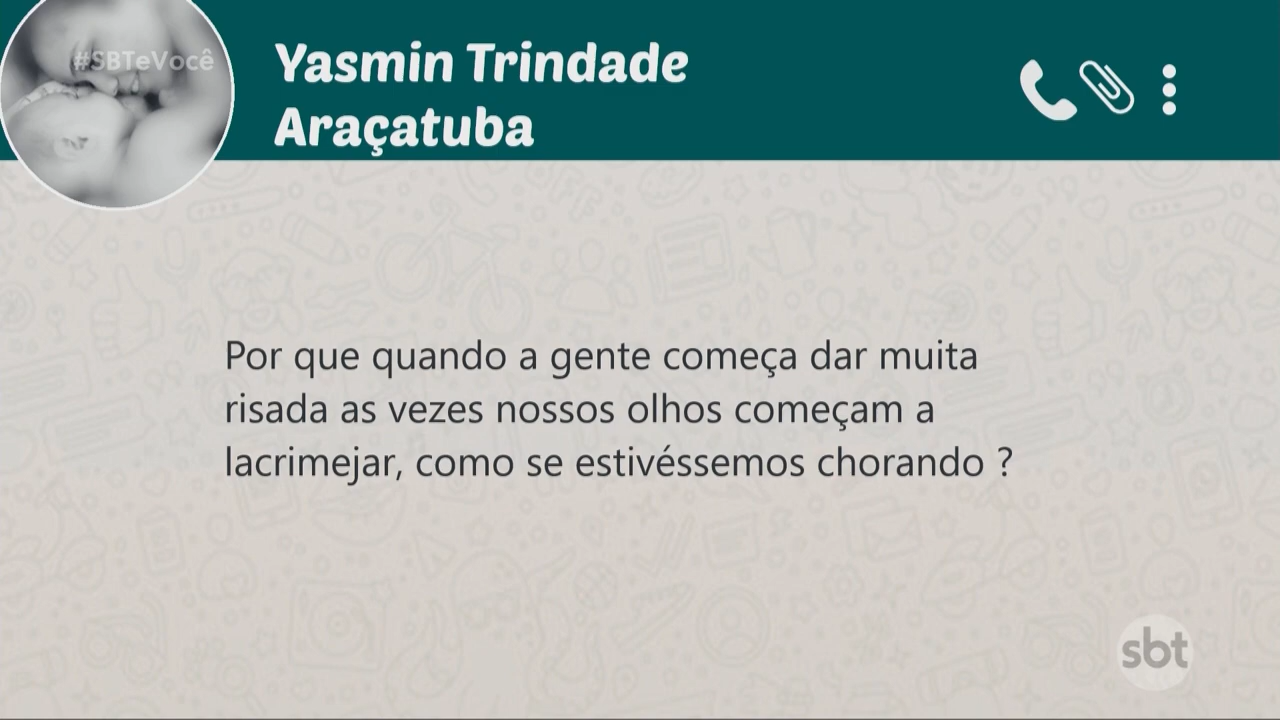 #SBTeVocê
Yasmin Trindade
Araçatuba
Por que quando a gente começa dar muita
risada as vezes nossos olhos começam a
lacrimejar, como se estivéssemos chorando ?
sbt